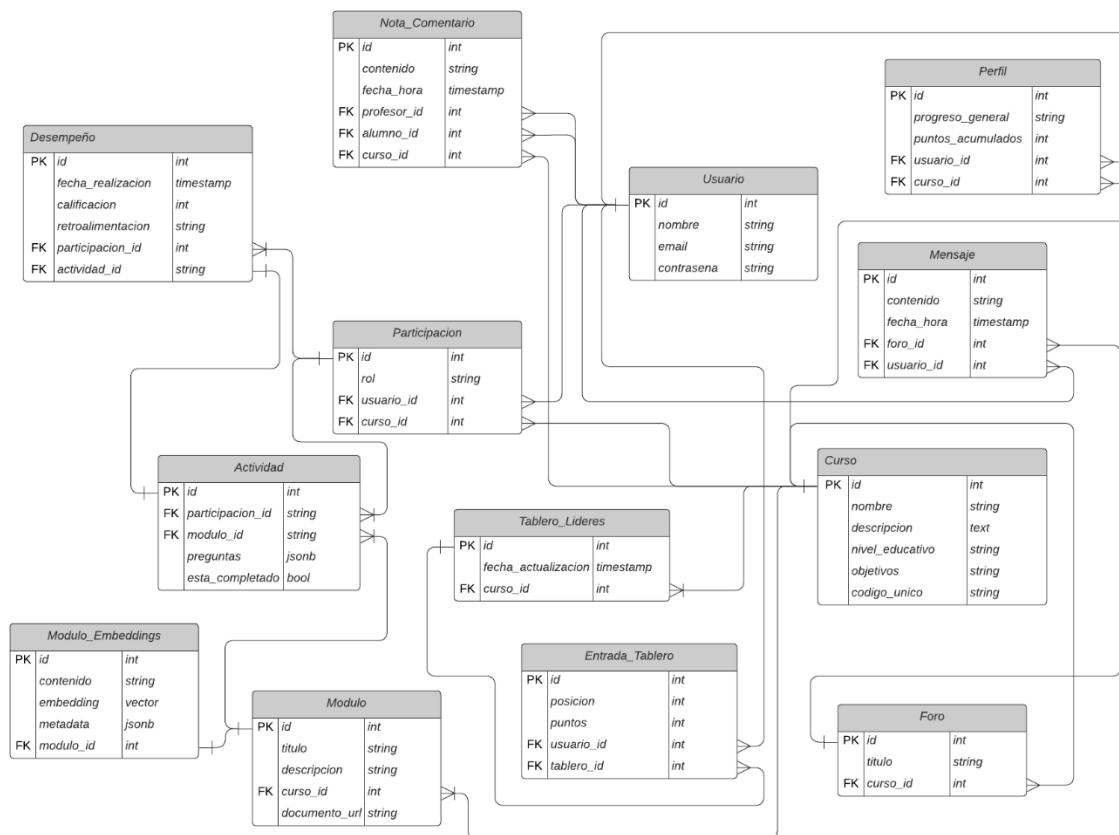 Nota_Comentario
PK id int
contenido string
fecha_hora timestamp
FK profesor_id int
FK alumno_id int
FK curso_id int
Perfil
PK id int
progreso_general string
puntos_acumulados int
FK usuario_id int
FK curso_id int
Desempeño
PK id int
fecha_realizacion timestamp
calificacion int
retroalimentacion string
FK participacion_id int
FK actividad_id string
Usuario
PK id int
nombre string
email string
contrasena string
Mensaje
PK id int
contenido string
fecha_hora timestamp
FK foro_id int
FK usuario_id int
Participacion
PK id int
rol string
FK usuario_id int
FK curso_id int
Actividad
PK id int
FK participacion_id string
FK modulo_id string
preguntas jsonb
esta_completado bool
Curso
PK id int
nombre string
descripcion text
nivel_educativo string
objetivos string
codigo_unico string
Tablero_Lideres
PK id int
fecha_actualizacion timestamp
FK curso_id int
Modulo_Embeddings
PK id int
contenido string
embedding vector
metadata jsonb
FK modulo_id int
Entrada_Tablero
PK id int
posicion int
puntos int
FK usuario_id int
FK tablero_id int
Modulo
PK id int
titulo string
descripcion string
FK curso_id int
documento_url string
Foro
PK id int
titulo string
FK curso_id int